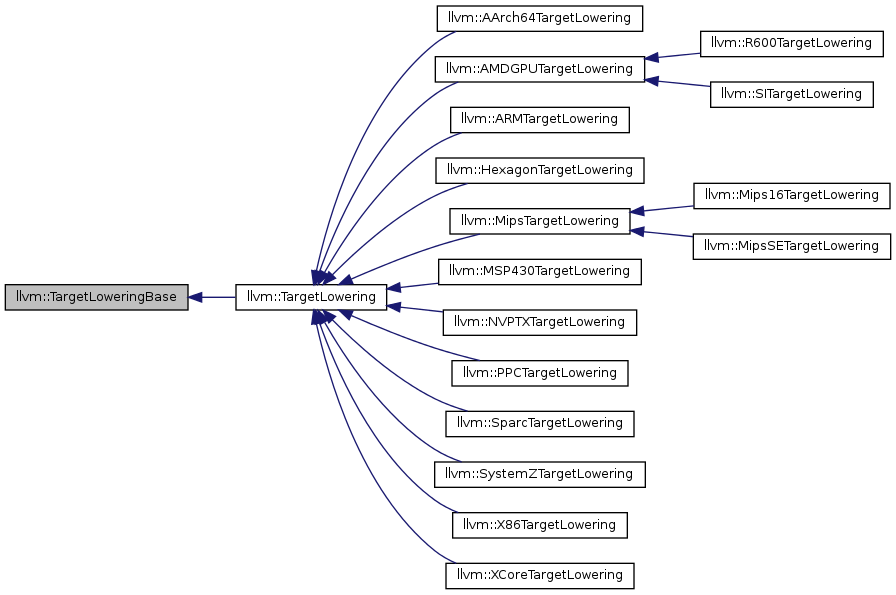 llvm::TargetLoweringBase
llvm::TargetLowering
llvm::AArch64TargetLowering
llvm::AMDGPUTargetLowering
llvm::R600TargetLowering
llvm::SITargetLowering
llvm::ARMTargetLowering
llvm::HexagonTargetLowering
llvm::MipsTargetLowering
llvm::Mips16TargetLowering
llvm::MipsSETargetLowering
llvm::MSP430TargetLowering
llvm::NVPTXTargetLowering
llvm::PPCTargetLowering
llvm::SparcTargetLowering
llvm::SystemZTargetLowering
llvm::X86TargetLowering
llvm::XCoreTargetLowering